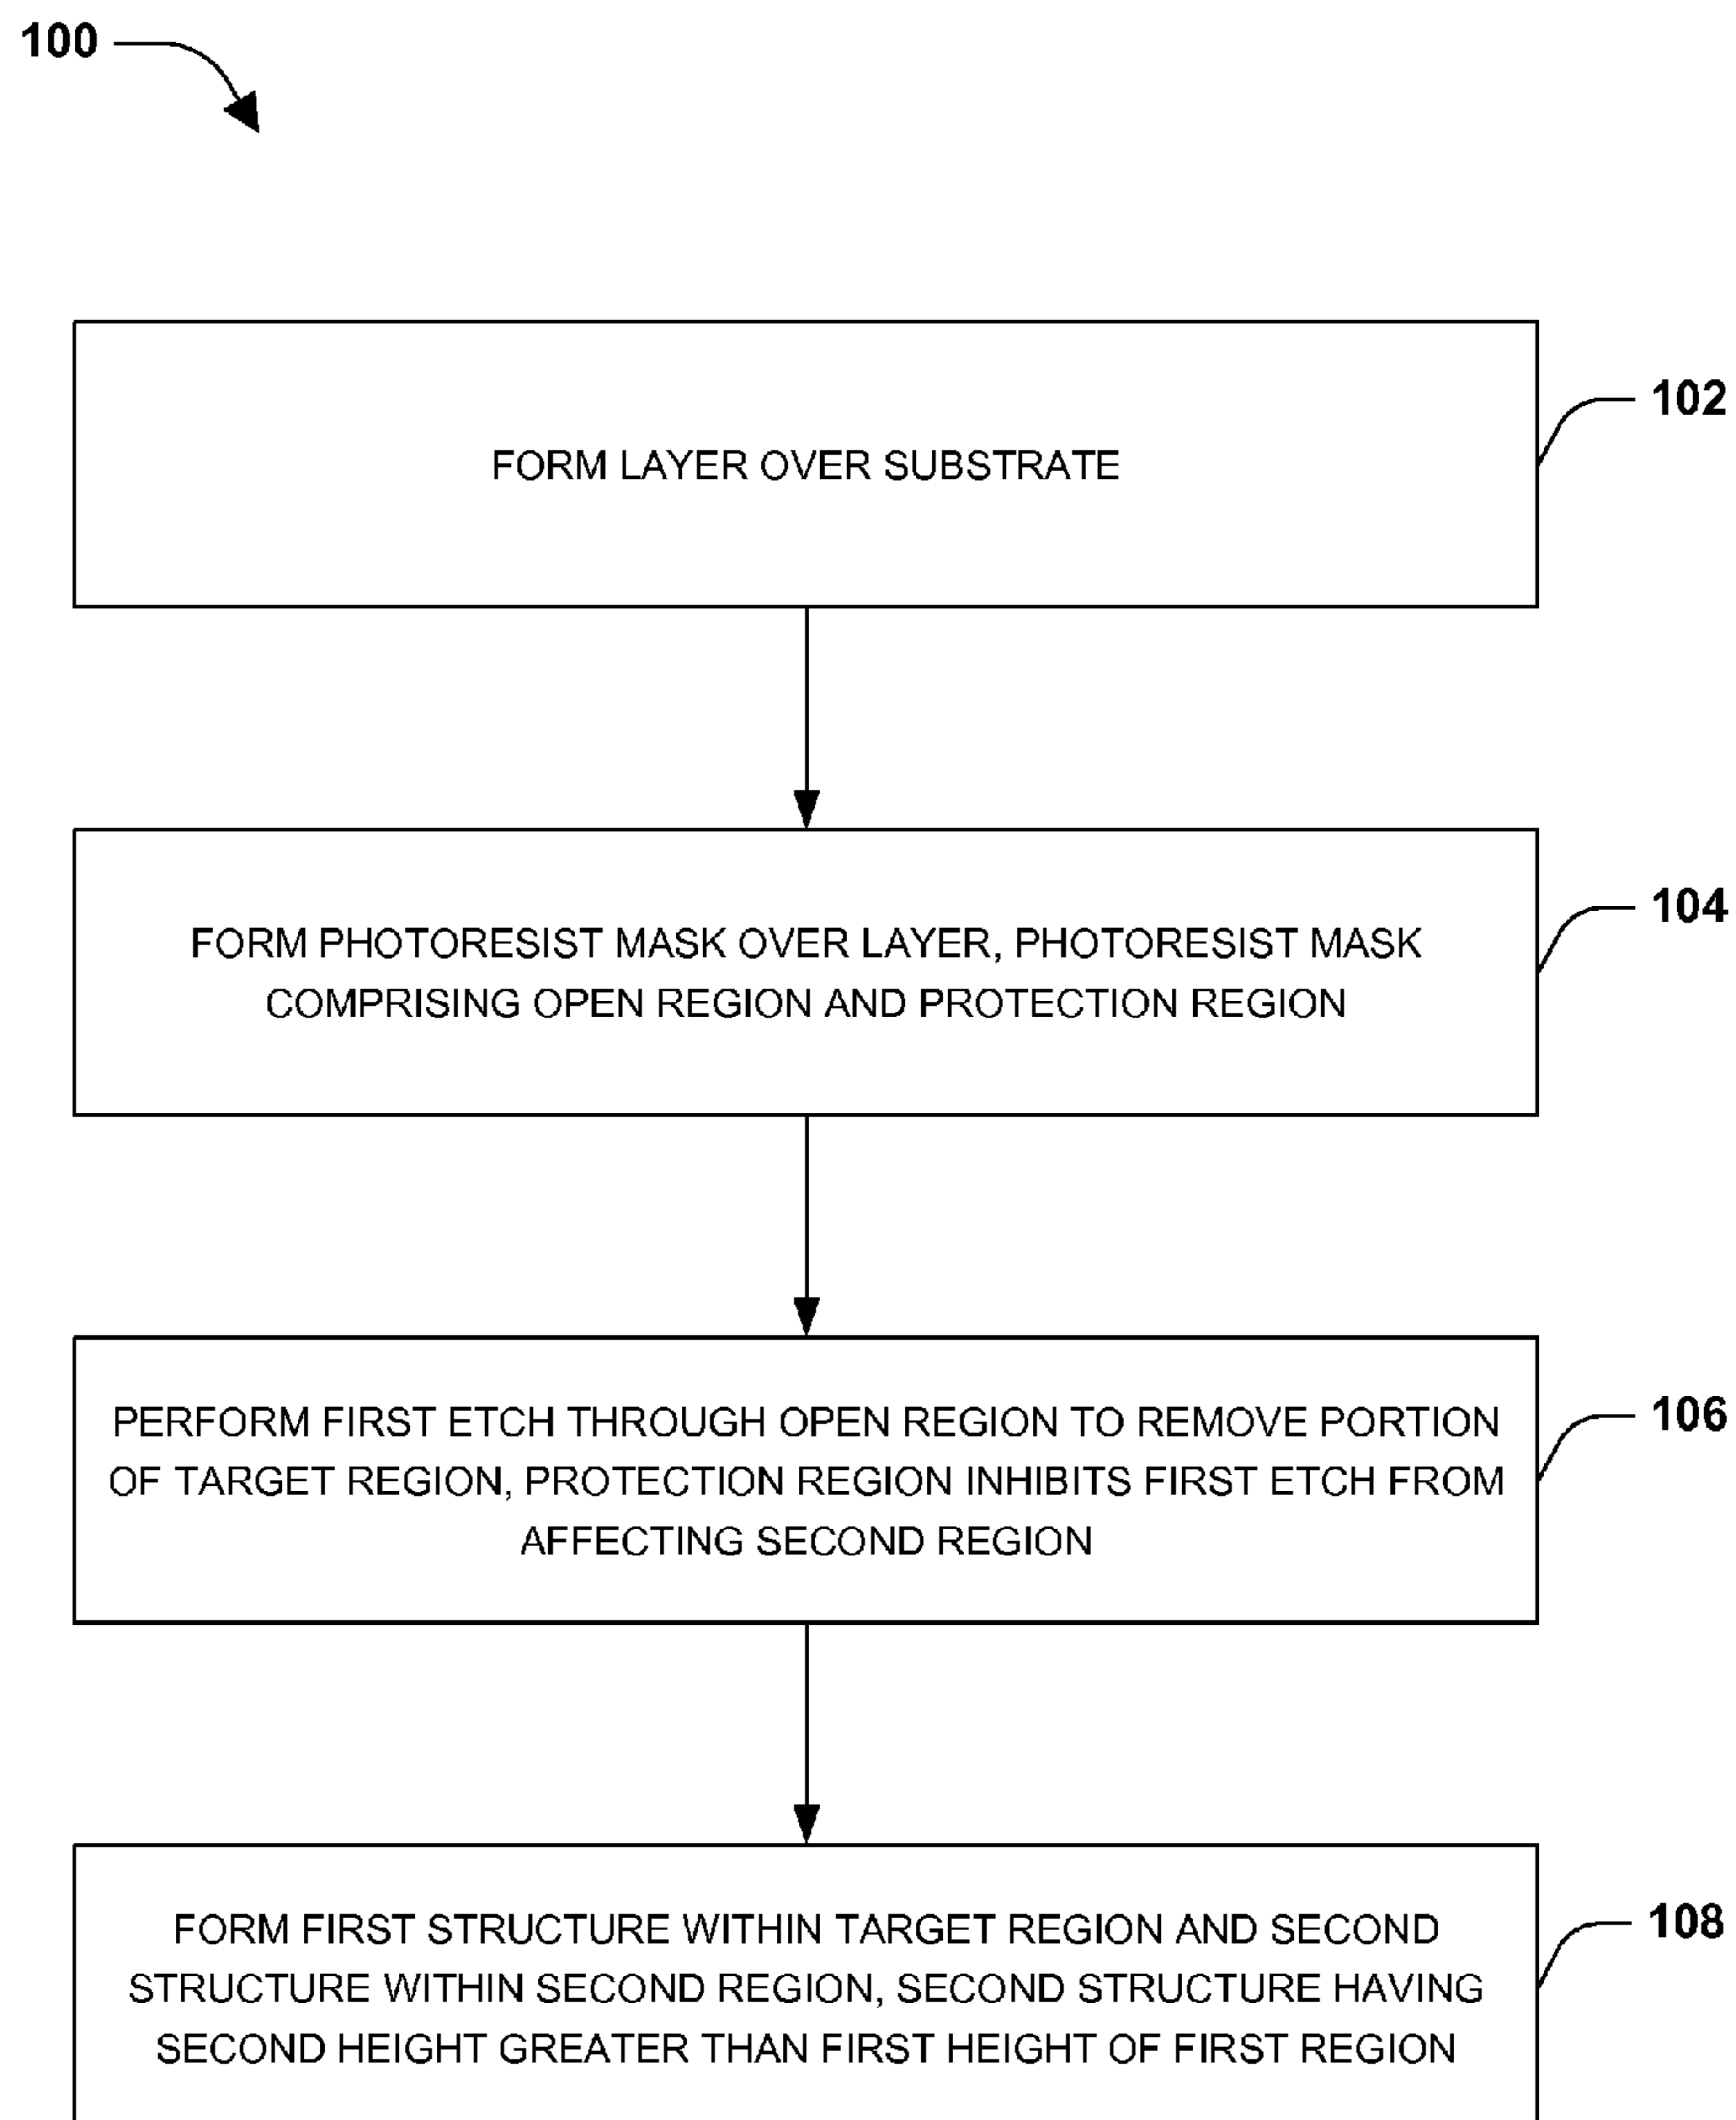 100
102
FORM LAYER OVER SUBSTRATE
104
FORM PHOTORESIST MASK OVER LAYER, PHOTORESIST MASK
COMPRISING OPEN REGION AND PROTECTION REGION
106
PERFORM FIRST ETCH THROUGH OPEN REGION TO REMOVE PORTION
OF TARGET REGION, PROTECTION REGION INHIBITS FIRST ETCH FROM
AFFECTING SECOND REGION
108
FORM FIRST STRUCTURE WITHIN TARGET REGION AND SECOND
STRUCTURE WITHIN SECOND REGION, SECOND STRUCTURE HAVING
SECOND HEIGHT GREATER THAN FIRST HEIGHT OF FIRST REGION